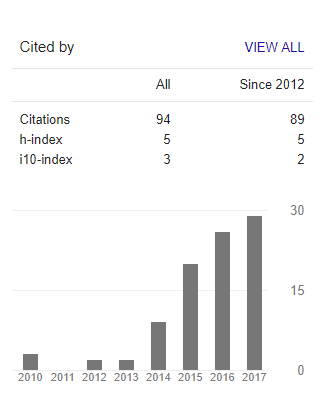 Cited by VIEW ALL
All Since 2012
Citations 94 89
h-index 5 5
i10-index 3 2
30
15
0
2010 2011 2012 2013 2014 2015 2016 2017